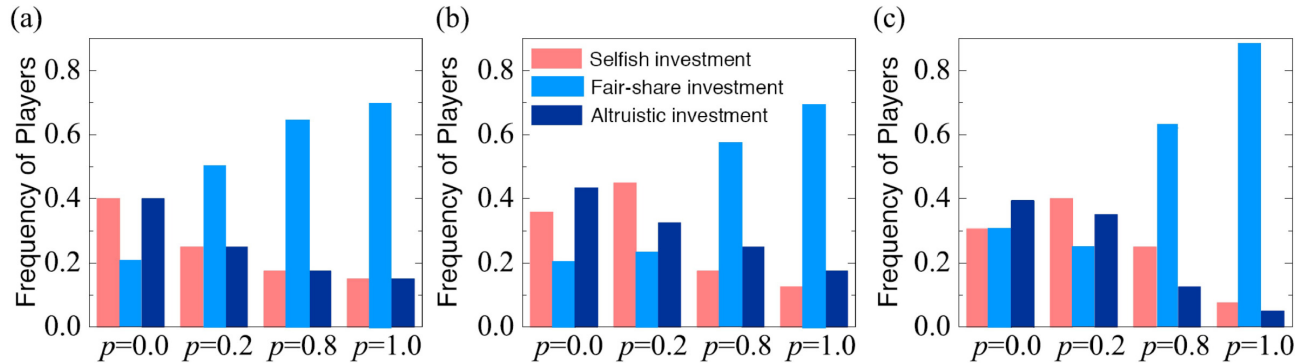 (a)
Frequency of Players
0.8
0.6
0.4
0.2
0.0
p=0.0 p=0.2 p=0.8 p=1.0
(b)
Frequency of Players
0.8
0.6
0.4
0.2
0.0
Selfish investment
Fair-share investment
Altruistic investment
p=0.0 p=0.2 p=0.8 p=1.0
(c)
Frequency of Players
0.8
0.6
0.4
0.2
0.0
p=0.0 p=0.2 p=0.8 p=1.0